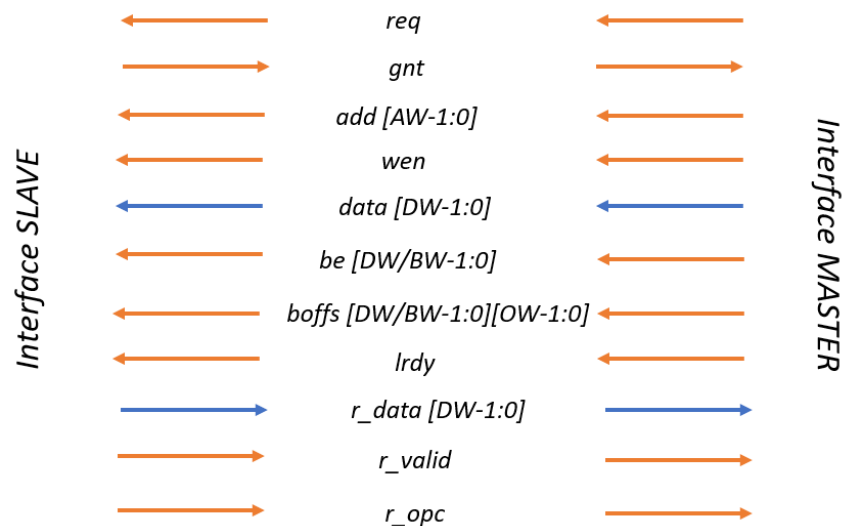 req
gnt
add [AW-1:0]
wen
data [DW-1:0]
be [DW/BW-1:0]
boffs [DW/BW-1:0][OW-1:0]
lrdy
r_data [DW-1:0]
r_valid
r_opc
Interface SLAVE
Interface MASTER